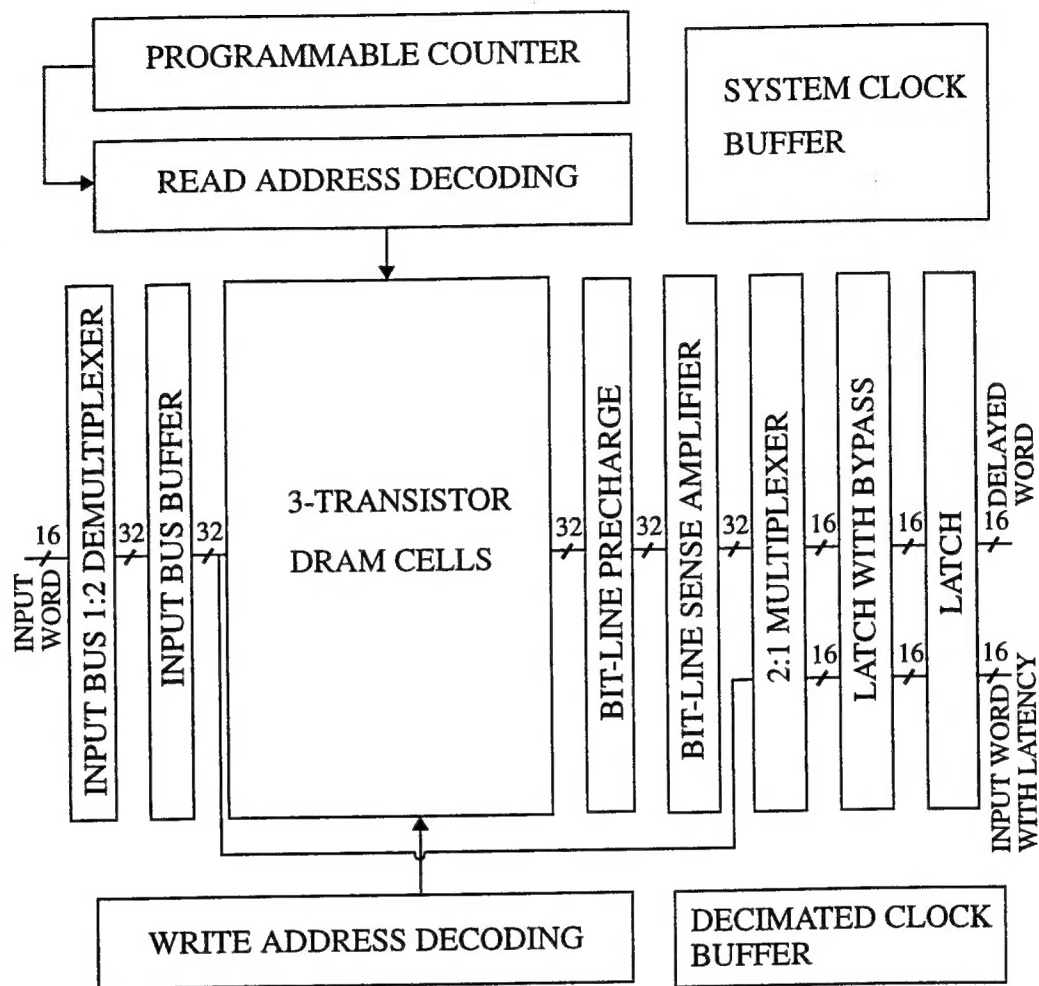 PROGRAMMABLE COUNTER
SYSTEM CLOCK
BUFFER
READ ADDRESS DECODING
INPUT BUS 1:2 DEMULTIPLEXER
INPUT BUS BUFFER
3-TRANSISTOR
DRAM CELLS
BIT-LINE PRECHARGE
BIT-LINE SENSE AMPLIFIER
2:1 MULTIPLEXER
LATCH WITH BYPASS
LATCH
DELAYED
WORD
16
32
32
32
32
32
16
16
16
INPUT
WORD
16
16
16
INPUT WORD
WITH LATENCY
WRITE ADDRESS DECODING
DECIMATED CLOCK
BUFFER